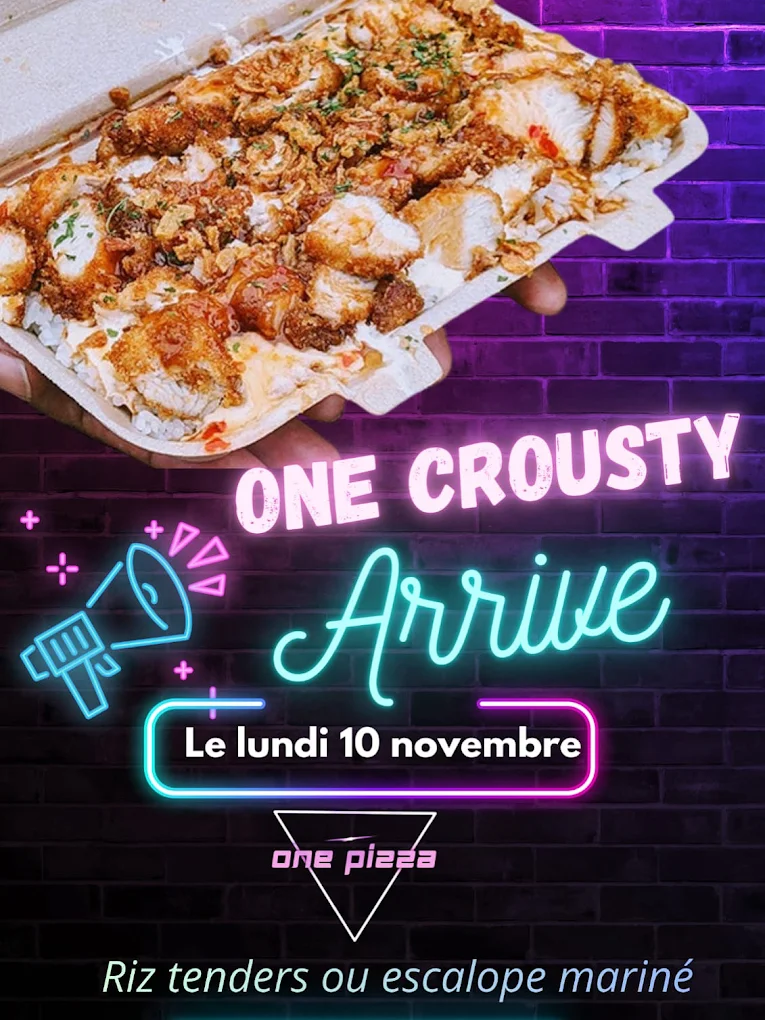 ONE CROUSTY
Arrive
Le lundi 10 novembre
one pizza
Riz tenders ou escalope mariné